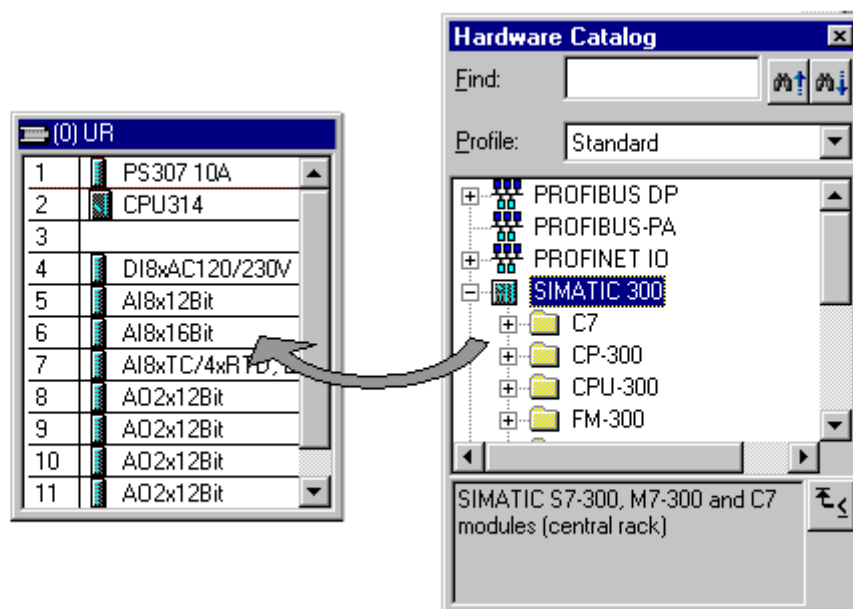 (0) UR
1 PS307 10A
2 CPU314
3
4 DI8xAC120/230V
5 AI8x12Bit
6 AI8x16Bit
7 AI8xTC/4xRTD,
8 AO2x12Bit
9 AO2x12Bit
10 AO2x12Bit
11 AO2x12Bit
Hardware Catalog
Find:
Profile: Standard
PROFIBUS DP
PROFIBUS-PA
PROFINET IO
SIMATIC 300
C7
CP-300
CPU-300
FM-300
SIMATIC S7-300, M7-300 and C7
modules (central rack)